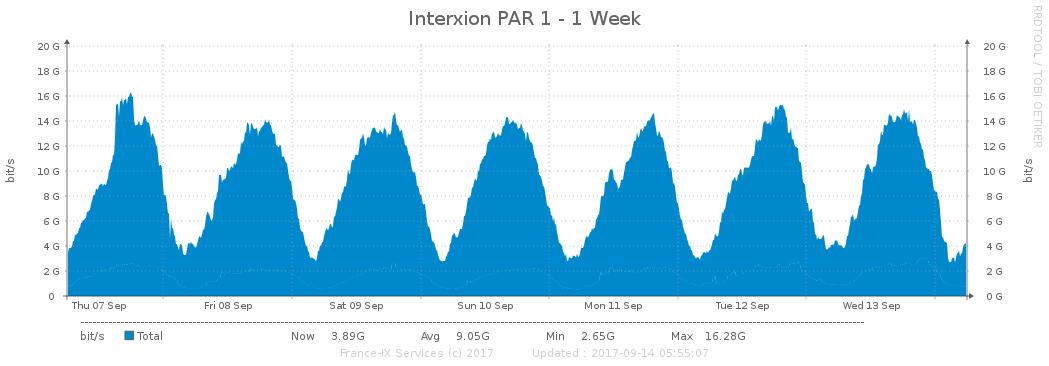 Interxion PAR 1 - 1 Week
RRDTOOL / TOBI OETIKER
20 G 20 G
18 G 18 G
16 G 16 G
14 G 14 G
12 G 12 G
10 G 10 G
8 G 8 G
6 G 6 G
4 G 4 G
2 G 2 G
0 0 G
bit/s bit/s
Thu 07 Sep Fri 08 Sep Sat 09 Sep Sun 10 Sep Mon 11 Sep Tue 12 Sep Wed 13 Sep
bit/s Total Now 3.89G Avg 9.05G Min 2.65G Max 16.28G
France-IX Services (c) 2017 Updated : 2017-09-14 05:55:07